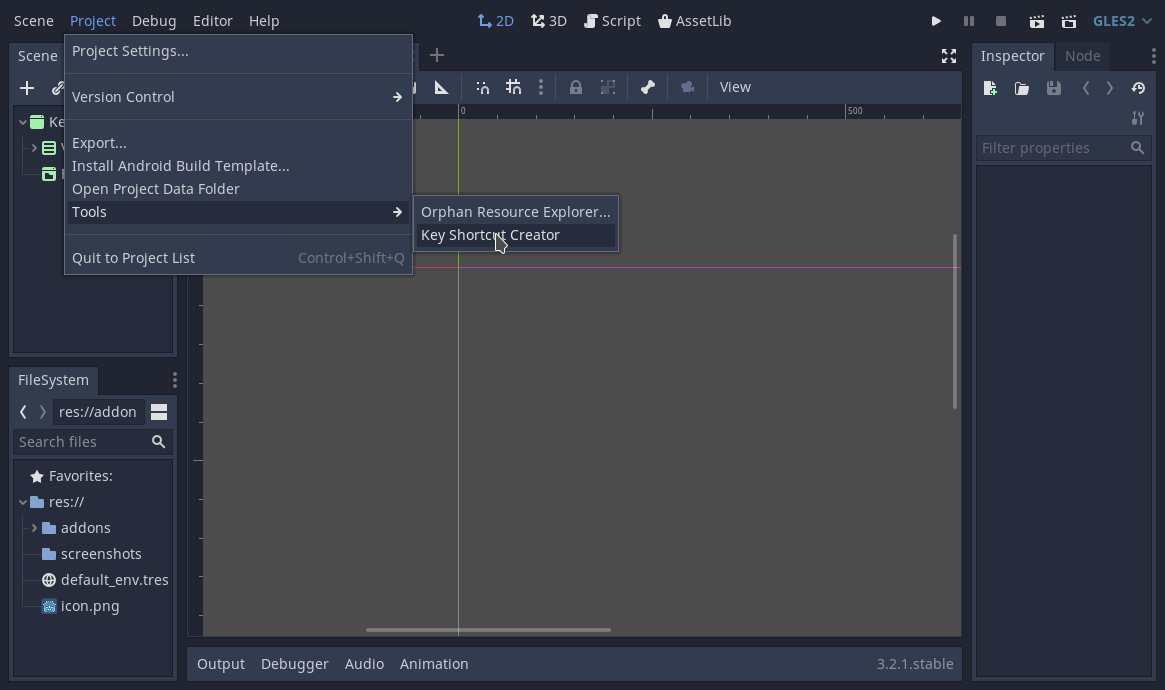 Scene Project Debug Editor Help 2D 3D Script AssetLib GLES2
Scene
Inspector Node
Project Settings...
Version Control
View
0 500
Ke
Export...
Install Android Build Template...
Open Project Data Folder
Tools
Quit to Project List Control+Shift+Q
Orphan Resource Explorer...
Key Shortcut Creator
Filter properties
FileSystem
res://addon
Search files
Favorites:
res://
addons
screenshots
default_env.tres
icon.png
Output Debugger Audio Animation 3.2.1.stable